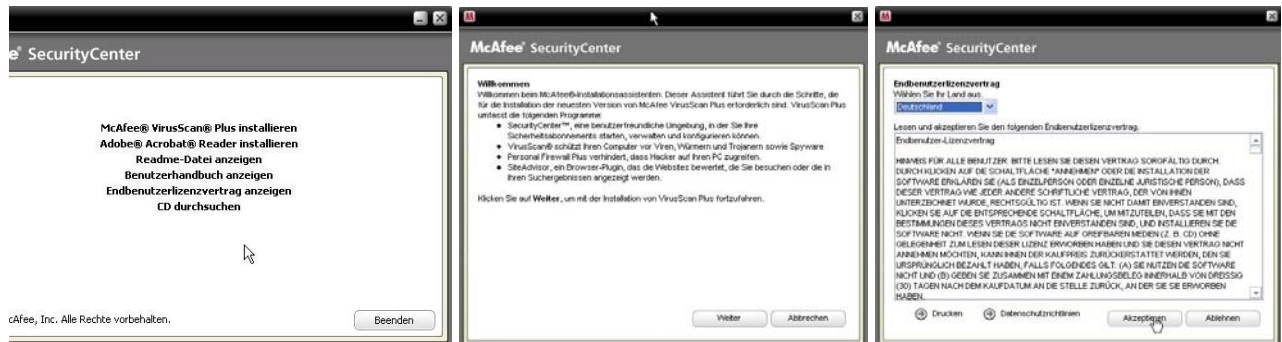 e® SecurityCenter
McAfee® VirusScan® Plus installieren
Adobe® Acrobat® Reader installieren
Readme-Datei anzeigen
Benutzerhandbuch anzeigen
Endbenutzerlizenzvertrag anzeigen
CD durchsuchen
cAfee, Inc. Alle Rechte vorbehalten.
Beenden
McAfee® SecurityCenter
Willkommen
Willkommen beim McAfee®-Installationsassistenten. Dieser Assistent führt Sie durch die Schritte, die
für die Installation der neuesten Version von McAfee VirusScan Plus erforderlich sind. VirusScan Plus
umfasst die folgenden Programme:
• SecurityCenter™, eine benutzerfreundliche Umgebung, in der Sie Ihre
Sicherheitsabonnements starten, verwalten und konfigurieren können.
• VirusScan® schützt Ihren Computer vor Viren, Würmern und Trojanern sowie Spyware
• Personal Firewall Plus verhindert, dass Hacker auf Ihren PC zugreifen.
• SiteAdvisor, ein Browser-Plugin, das die Websites bewertet, die Sie besuchen oder die in
Ihren Suchergebnissen angezeigt werden.
Klicken Sie auf Weiter, um mit der Installation von VirusScan Plus fortzufahren.
Weiter
Abbrechen
McAfee® SecurityCenter
Endbenutzerlizenzvertrag
Wählen Sie Ihr Land aus.
Deutschland
Lesen und akzeptieren Sie den folgenden Endbenutzerlizenzvertrag.
Endbenutzer-Lizenzvertrag
HINWEIS FÜR ALLE BENUTZER: BITTE LESEN SIE DIESEN VERTRAG SORGFÄLTIG DURCH.
DURCH KLICKEN AUF DIE SCHALTFLÄCHE "ANNEHMEN" ODER DIE INSTALLATION DER
SOFTWARE ERKLÄREN SIE (ALS EINZELPERSON ODER EINZELNE JURISTISCHE PERSON), DASS
DIESER VERTRAG WIE JEDER ANDERE SCHRIFTLICHE VERTRAG, DER VON IHNEN
UNTERZEICHNET WURDE, RECHTSGÜLTIG IST. WENN SIE NICHT DAMIT EINVERSTANDEN SIND,
KLICKEN SIE AUF DIE ENTSPRECHENDE SCHALTFLÄCHE, UM MITZUTEILEN, DASS SIE MIT DEN
BESTIMMUNGEN DIESES VERTRAGS NICHT EINVERSTANDEN SIND, UND INSTALLIEREN SIE DIE
SOFTWARE NICHT. WENN SIE DIE SOFTWARE AUF GREIFBAREN MEDIEN (Z. B. CD) OHNE
GELEGENHEIT ZUM LESEN DIESER LIZENZ ERWORBEN HABEN UND SIE DIESEN VERTRAG NICHT
ANNEHMEN MÖCHTEN, KANN IHNEN DER KAUFPREIS ZURÜCKERSTATTET WERDEN, DEN SIE
URSPRÜNGLICH BEZAHLT HABEN, FALLS FOLGENDES GILT: (A) SIE NUTZEN DIE SOFTWARE
NICHT UND (B) GEBEN SIE ZUSAMMEN MIT EINEM ZAHLUNGSBELEG INNERHALB VON DREISSIG
(30) TAGEN NACH DEM KAUFDATUM AN DIE STELLE ZURÜCK, AN DER SIE SIE ERWORBEN
HABEN.
Drucken
Datenschutzrichtlinien
Akzeptieren
Ablehnen